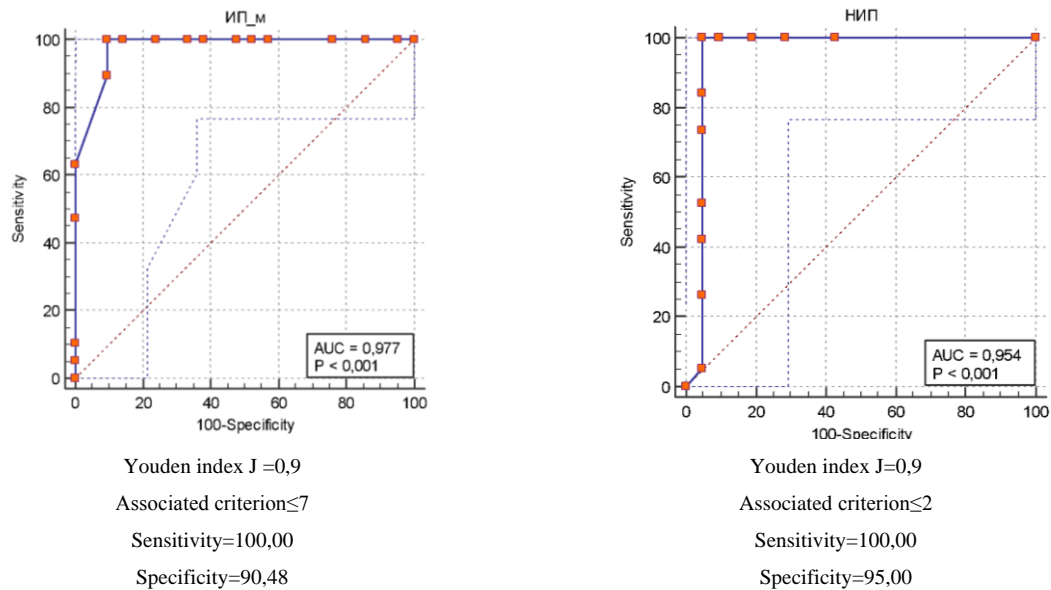 ИП_м
100
80
60
40
20
0
Sensitivity
AUC = 0,977
P < 0,001
0 20 40 60 80 100
100-Specificity
Youden index J =0,9
Associated criterion≤7
Sensitivity=100,00
Specificity=90,48
НИП
100
80
60
40
20
0
Sensitivity
AUC = 0,954
P < 0,001
0 20 40 60 80 100
100-Specificity
Youden index J=0,9
Associated criterion≤2
Sensitivity=100,00
Specificity=95,00